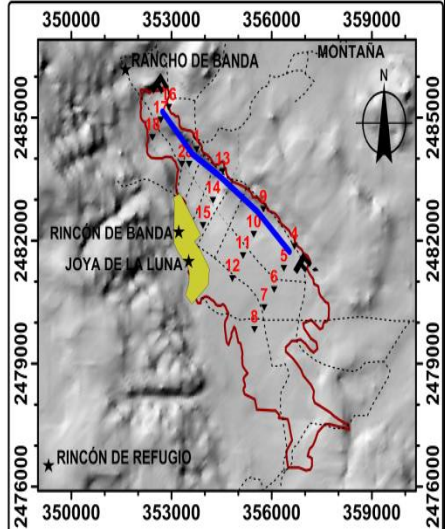 350000 353000 356000 359000
MONTAÑA
RANCHO DE BANDA
N
2485000 2485000
16
17
18
1
13
14
9
15
10
4
RINCÓN DE BANDA
2482000 2482000
11
5
JOYA DE LA LUNA
12
6
7
8
2479000 2479000
RINCÓN DE REFUGIO
2476000 2476000
350000 353000 356000 359000